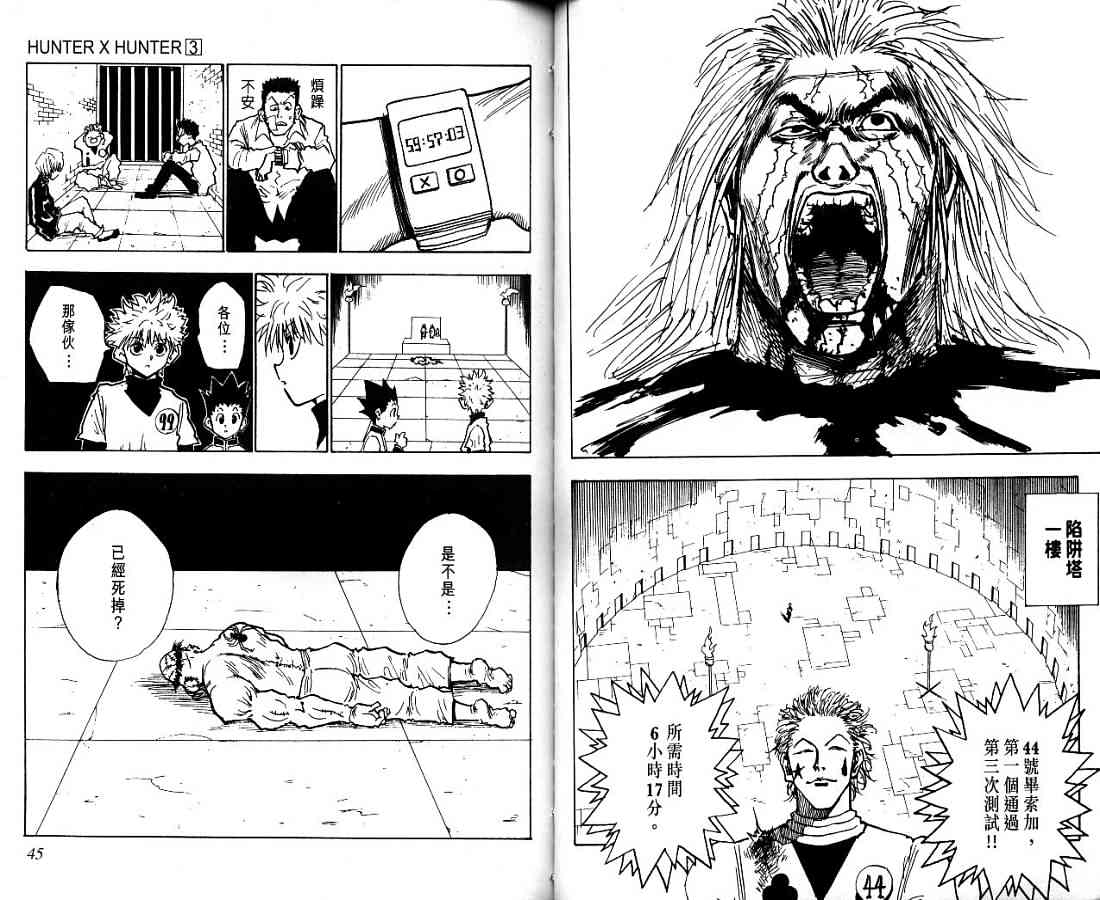 陷阱塔
一樓
44號畢索加，
第一個通過
第三次測試!!
所需時間
6小時17分。
44
HUNTER X HUNTER 3
59:57:03
X O
煩躁
不安
各位…
那傢伙…
99
是不是…
已經死掉？
45